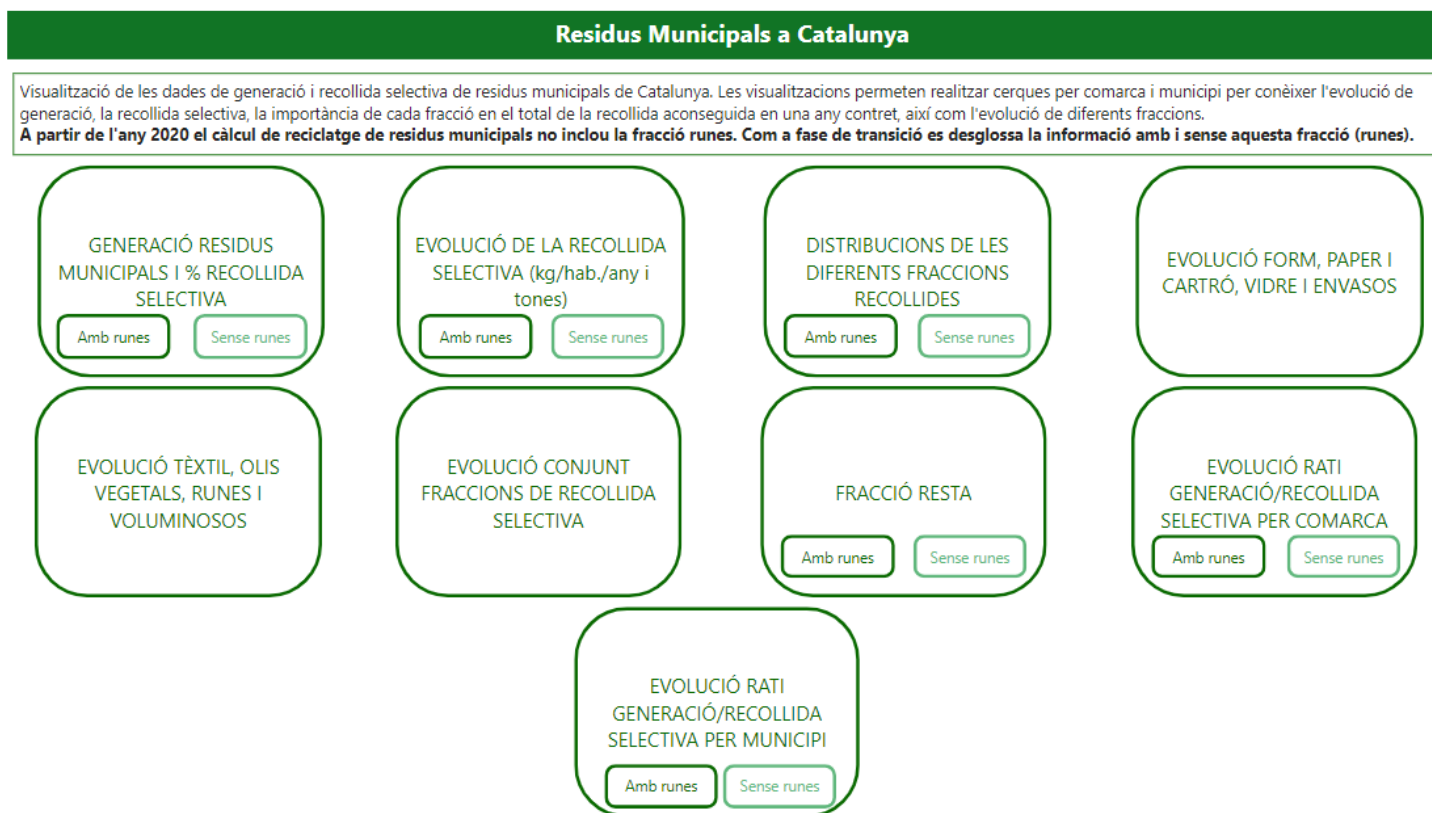 Residus Municipals a Catalunya
Visualització de les dades de generació i recollida selectiva de residus municipals de Catalunya. Les visualitzacions permeten realitzar cerques per comarca i municipi per conèixer l'evolució de
generació, la recollida selectiva, la importància de cada fracció en el total de la recollida aconseguida en una any contret, així com l'evolució de diferents fraccions.
A partir de l'any 2020 el càlcul de reciclatge de residus municipals no inclou la fracció runes. Com a fase de transició es desglossa la informació amb i sense aquesta fracció (runes).
GENERACIÓ RESIDUS
MUNICIPALS I % RECOLLIDA
SELECTIVA
Amb runes
Sense runes
EVOLUCIÓ DE LA RECOLLIDA
SELECTIVA (kg/hab./any i
tones)
Amb runes
Sense runes
DISTRIBUCIONS DE LES
DIFERENT FRACCIONS
RECOLLIDES
Amb runes
Sense runes
EVOLUCIÓ FORM, PAPER I
CARTRÓ, VIDRE I ENVASOS
EVOLUCIÓ TÈXTIL, OLIS
VEGETALS, RUNES I
VOLUMINOSOS
EVOLUCIÓ CONJUNT
FRACCIONS DE RECOLLIDA
SELECTIVA
FRACCIÓ RESTA
Amb runes
Sense runes
EVOLUCIÓ RATI
GENERACIÓ/RECOLLIDA
SELECTIVA PER COMARCA
Amb runes
Sense runes
EVOLUCIÓ RATI
GENERACIÓ/RECOLLIDA
SELECTIVA PER MUNICIPI
Amb runes
Sense runes